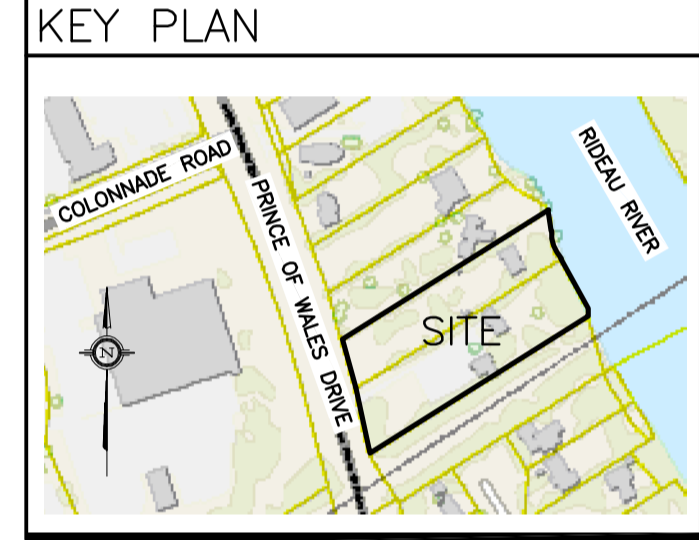 KEY PLAN
COLONNADE ROAD
PRINCE OF WALES DRIVE
RIDEAU RIVER
SITE
N